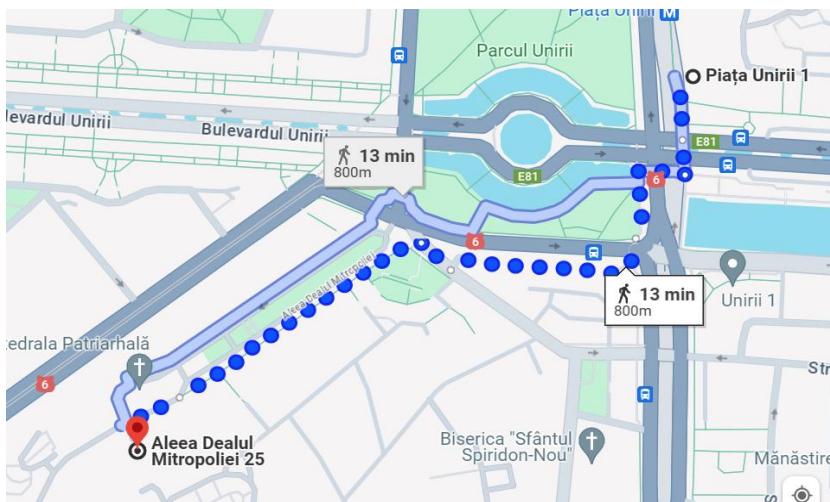 Piața Unirii
M
Parcul Unirii
Piața Unirii 1
levardul Unirii
Bulevardul Unirii
E81
13 min
800m
E81
6
6
Aleea Dealul Mitropoliei
13 min
800m
Unirii 1
tedrala Patriarhală
6
Str
Aleea Dealul
Mitropoliei 25
Biserica "Sfântul
Spiridon-Nou"
Mănăstire
S